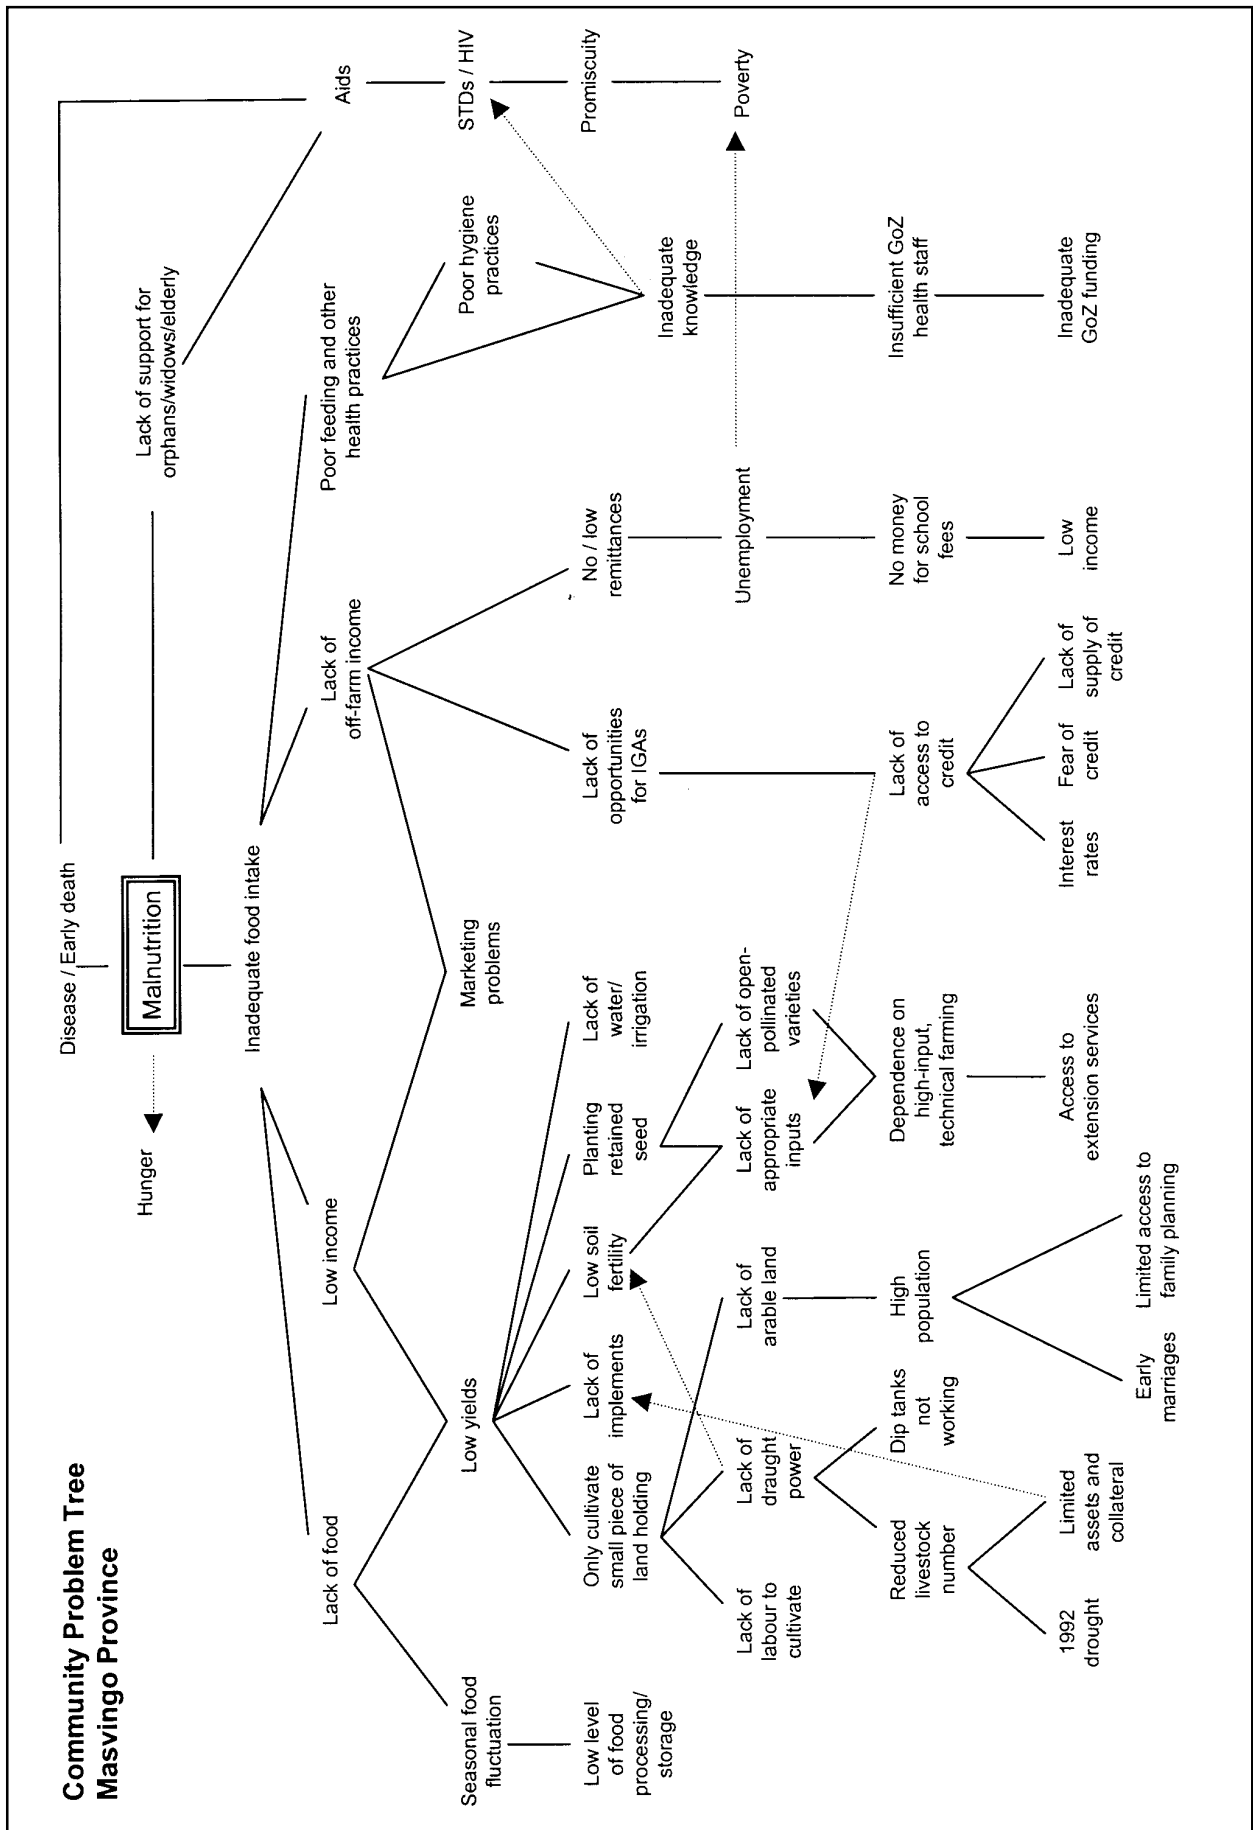 Community Problem Tree
Masvingo Province
Disease / Early death
Hunger
Malnutrition
Lack of support for
orphans/widows/elderly
Inadequate food intake
Lack of food
Low income
Lack of
off-farm income
Poor feeding and other
health practices
Aids
Seasonal food
fluctuation
Low yields
Marketing
problems
Poor hygiene
practices
STDs / HIV
Low level
of food
processing/
storage
Only cultivate
small piece of
land holding
Lack of
implements
Low soil
fertility
Planting
retained
seed
Lack of
water/
irrigation
Lack of
opportunities
for IGAs
No / low
remittances
Promiscuity
Inadequate
knowledge
Lack of
labour to
cultivate
Lack of
draught
power
Lack of
arable land
Lack of
appropriate
inputs
Lack of open-
pollinated
varieties
Unemployment
Poverty
Reduced
livestock
number
Dip tanks
not
working
High
population
Dependence on
high-input,
technical farming
Lack of
access to
credit
No money
for school
fees
Insufficient GoZ
health staff
1992
drought
Limited
assets and
collateral
Access to
extension services
Interest
rates
Fear of
credit
Lack of
supply of
credit
Low
income
Inadequate
GoZ funding
Early
marriages
Limited access to
family planning